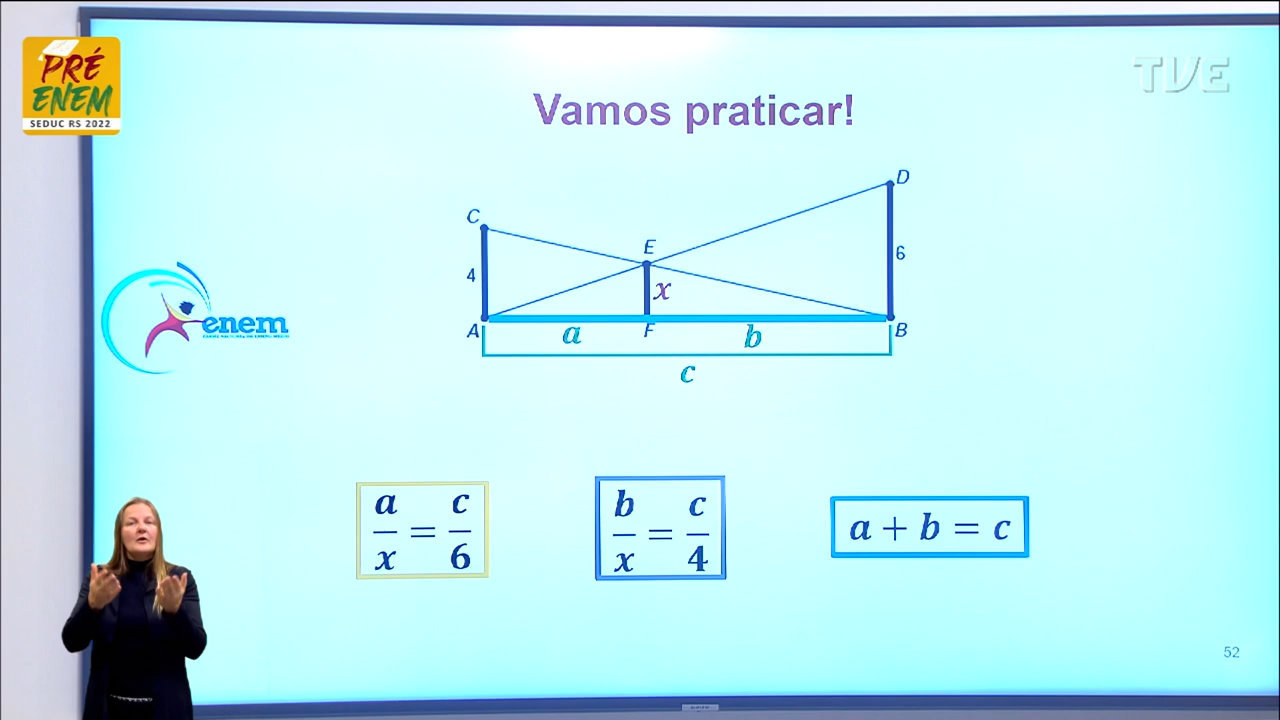 PRÉ
ENEM
SEDUC RS 2022
TVE
Vamos praticar!
D
C
E
6
4
x
A
F
B
a
b
c
enem
a/x = c/6
b/x = c/4
a + b = c
52